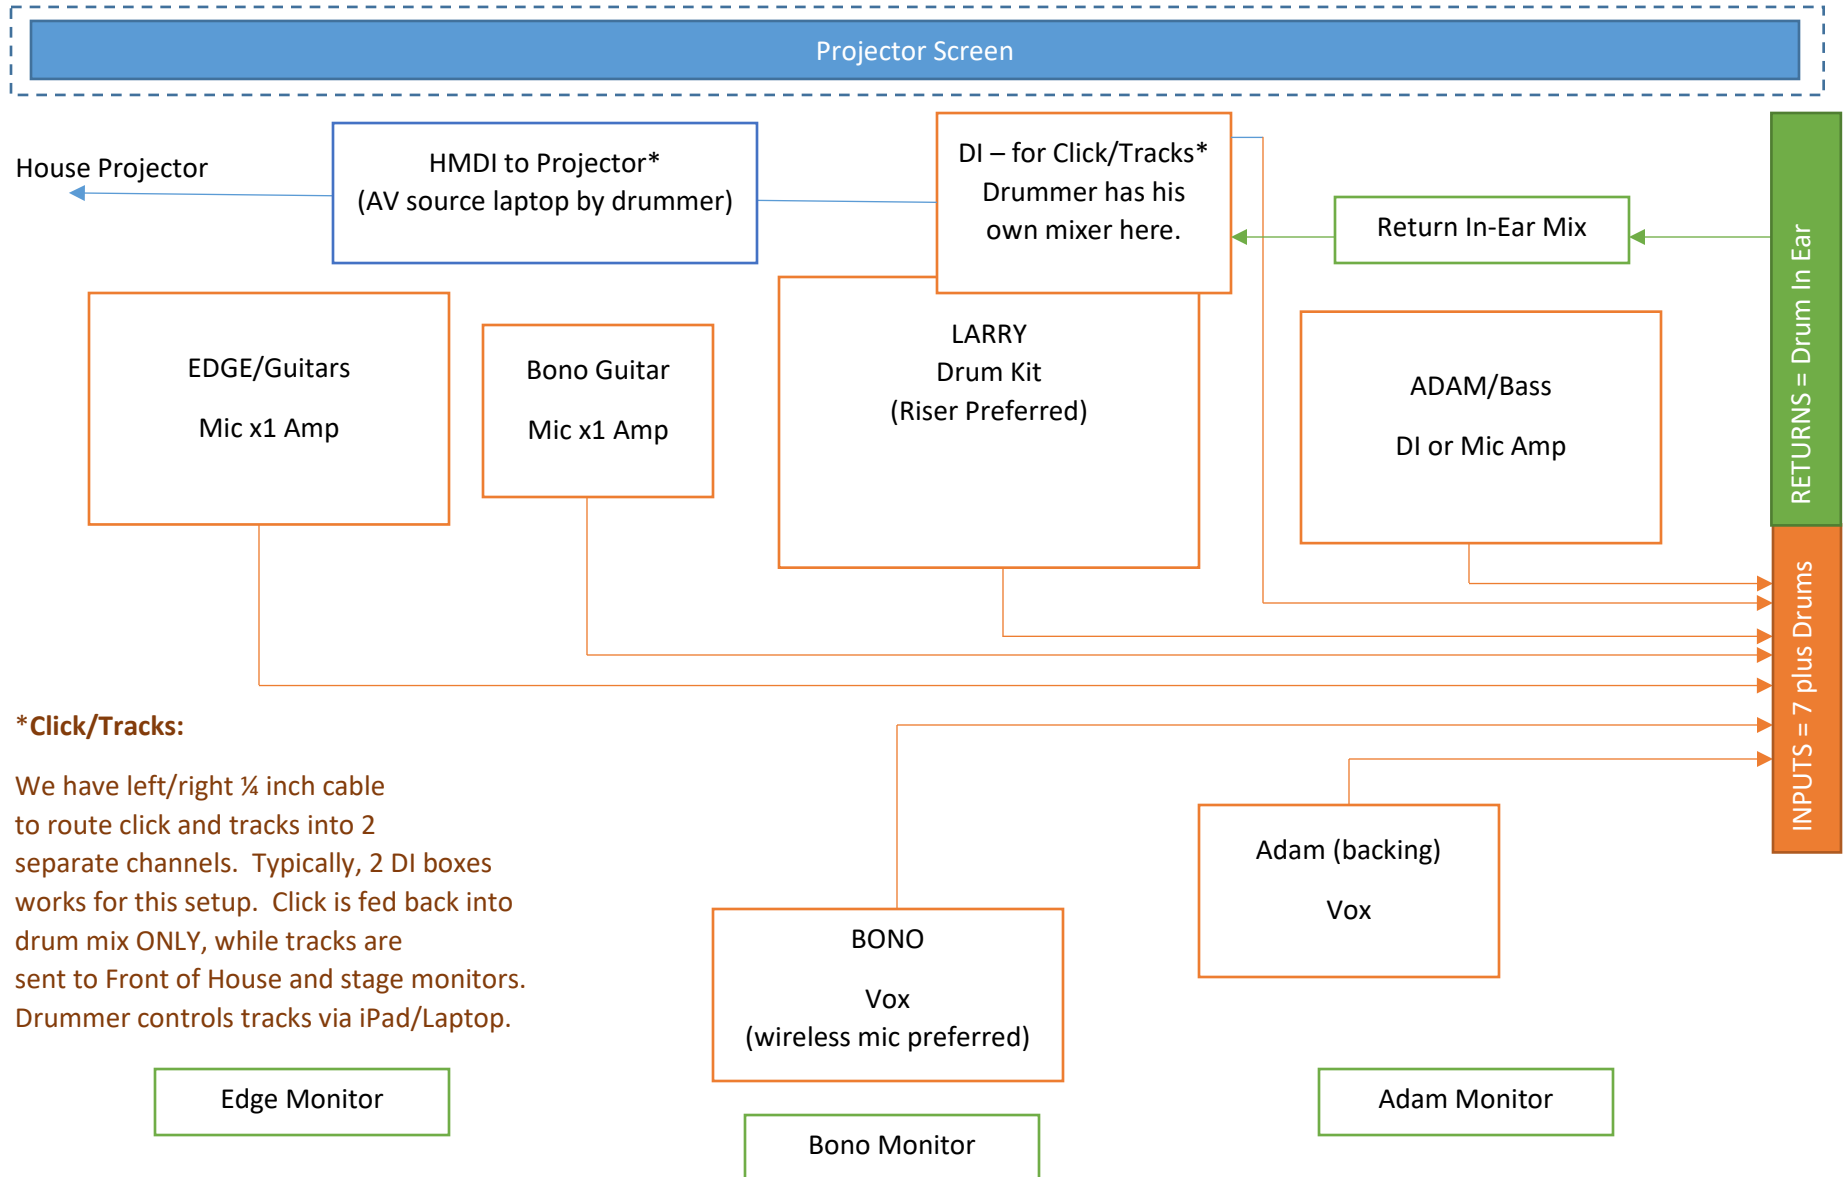 Projector Screen
House Projector
HMDI to Projector*
(AV source laptop by drummer)
DI – for Click/Tracks*
Drummer has his
own mixer here.
Return In-Ear Mix
RETURNS = Drum In Ear
EDGE/Guitars
Mic x1 Amp
Bono Guitar
Mic x1 Amp
LARRY
Drum Kit
(Riser Preferred)
ADAM/Bass
DI or Mic Amp
INPUTS = 7 plus Drums
*Click/Tracks:
We have left/right ¼ inch cable
to route click and tracks into 2
separate channels.  Typically, 2 DI boxes
works for this setup.  Click is fed back into
drum mix ONLY, while tracks are
sent to Front of House and stage monitors.
Drummer controls tracks via iPad/Laptop.
BONO
Vox
(wireless mic preferred)
Adam (backing)
Vox
Edge Monitor
Bono Monitor
Adam Monitor